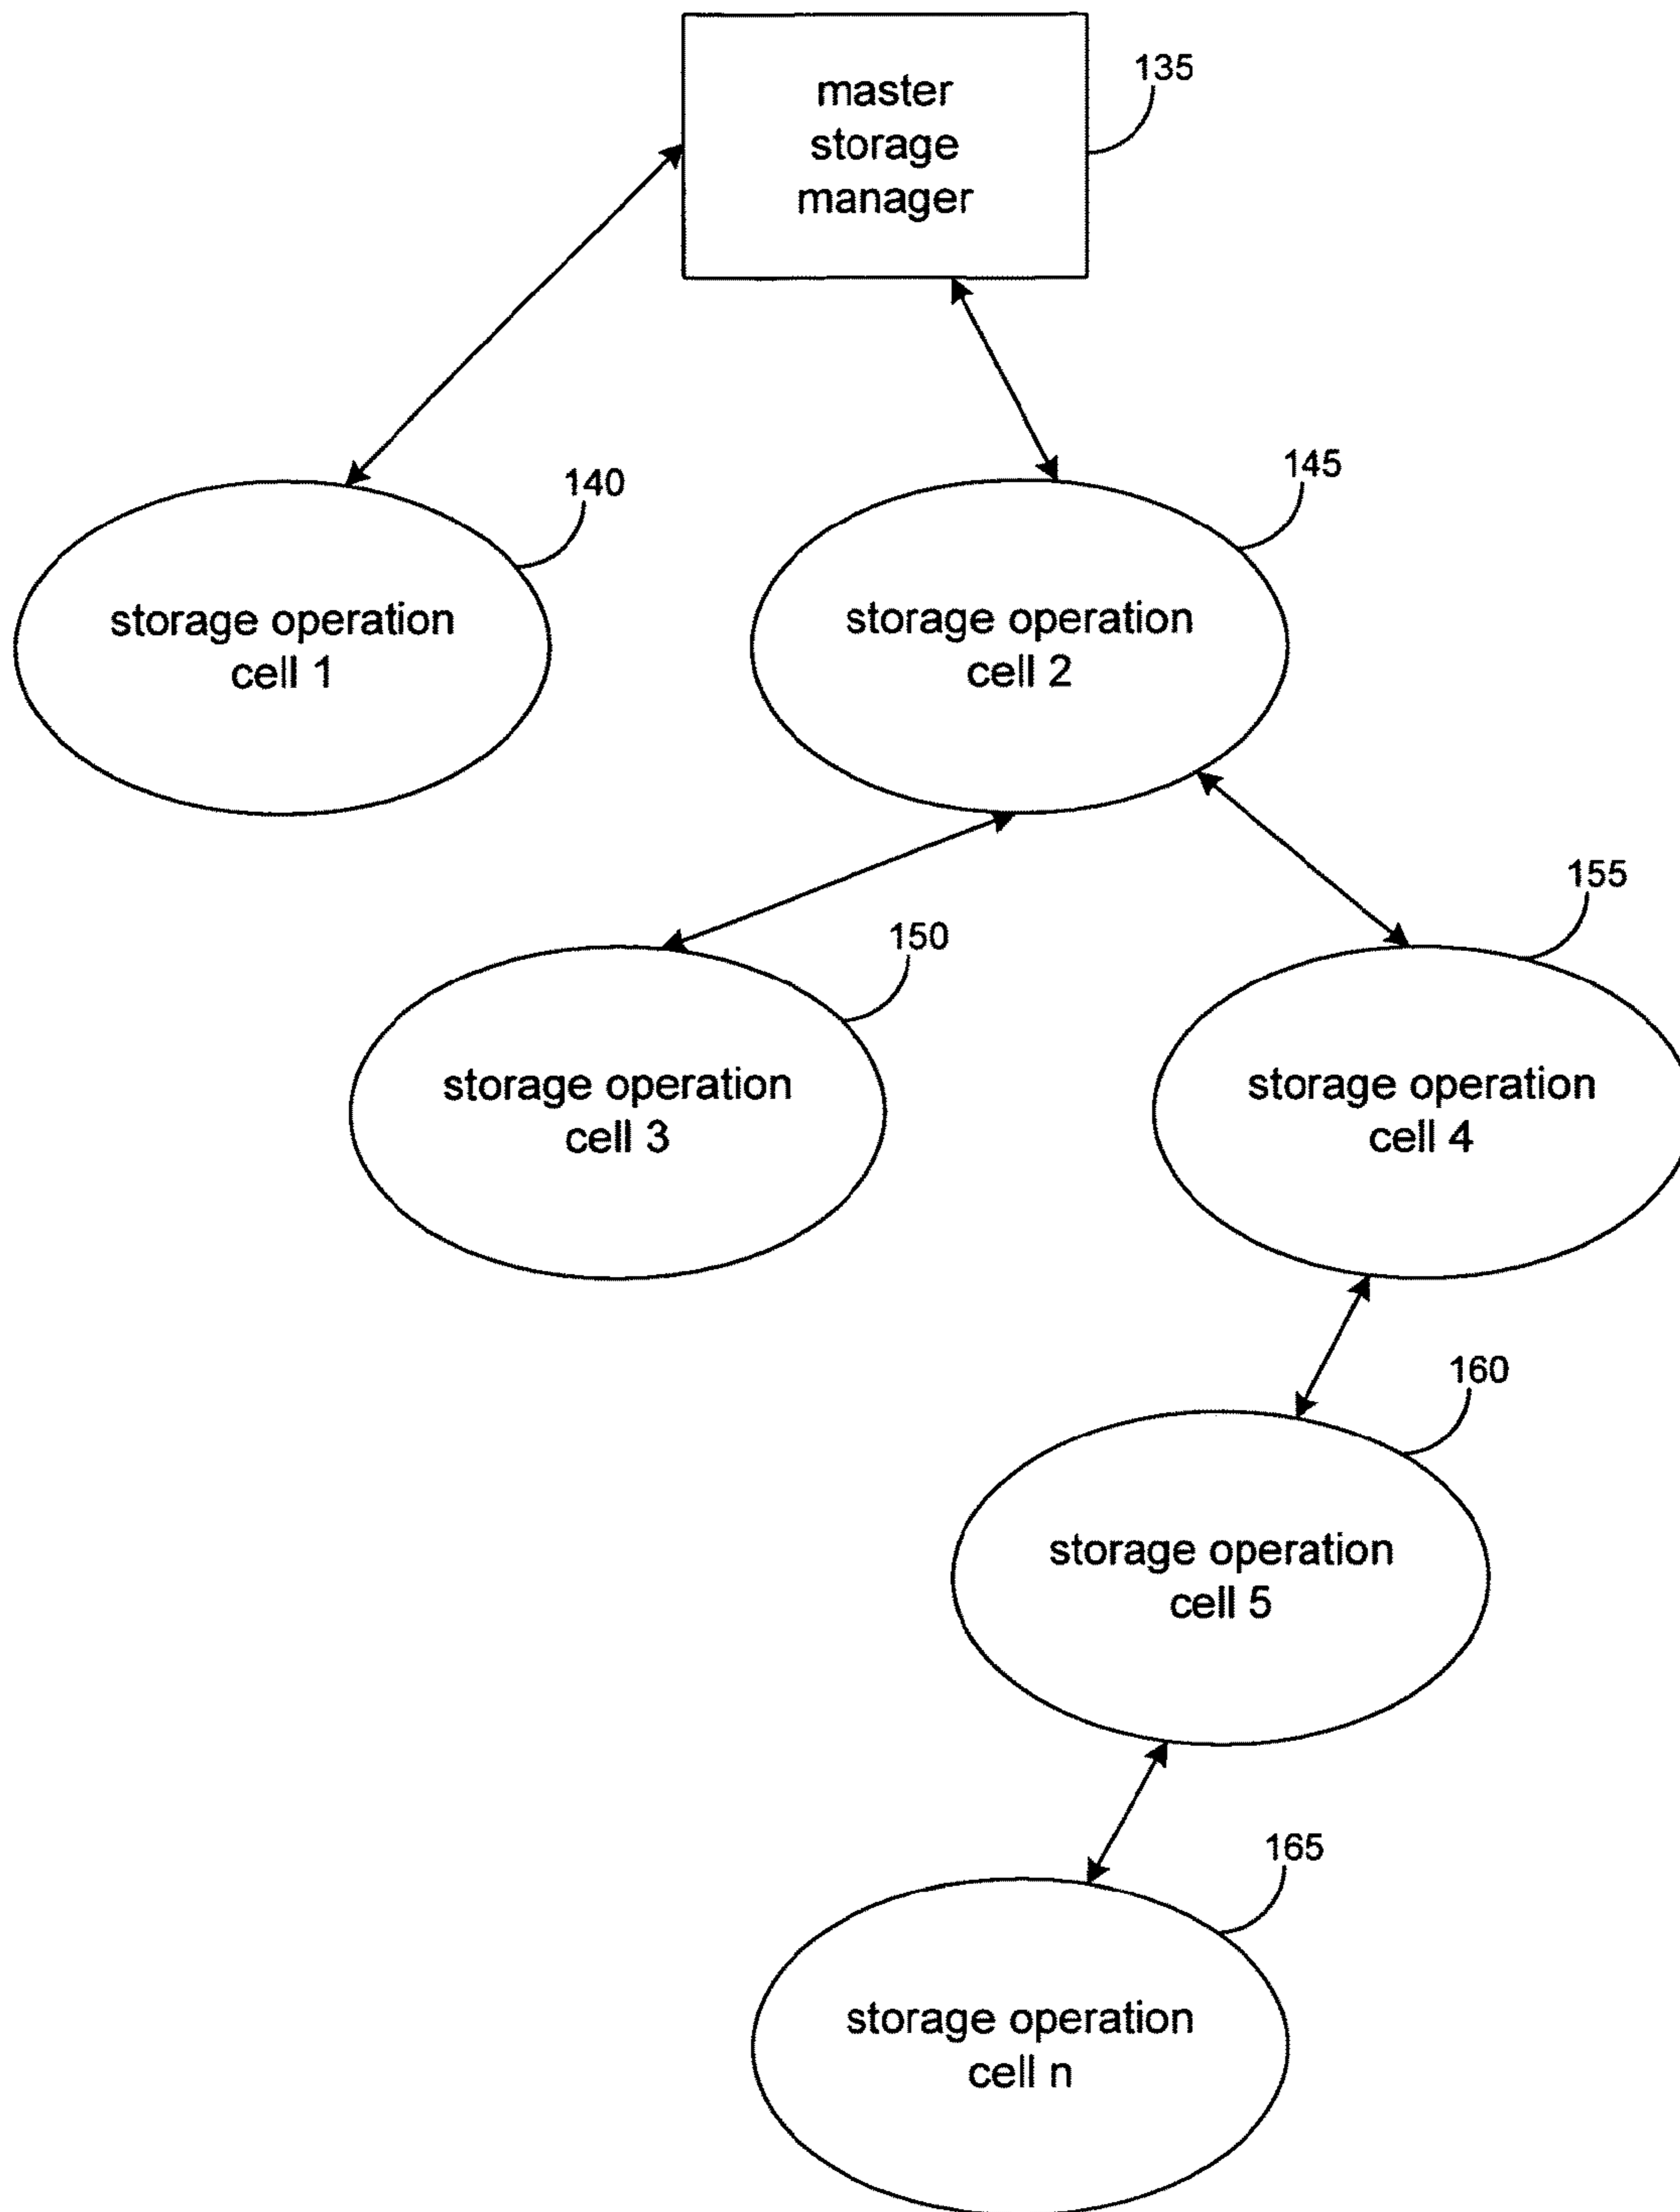 master
storage
manager
135
140
145
storage operation
cell 1
storage operation
cell 2
155
150
storage operation
cell 3
storage operation
cell 4
160
storage operation
cell 5
165
storage operation
cell n